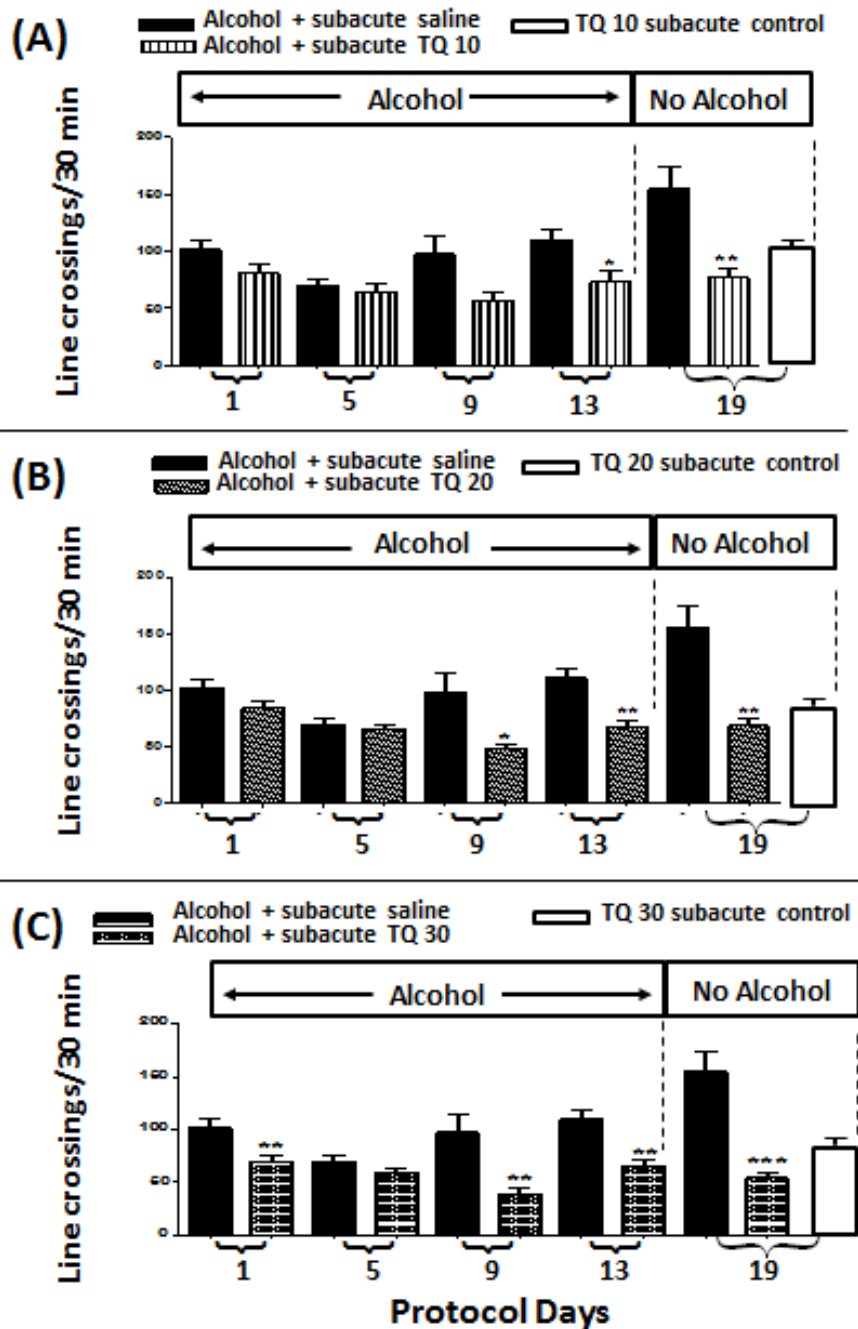 (A)
Alcohol + subacute saline
TQ 10 subacute control
Alcohol + subacute TQ 10
Alcohol
No Alcohol
Line crossings/30 min
200
150
100
50
0
*
**
1 5 9 13 19
(B)
Alcohol + subacute saline
TQ 20 subacute control
Alcohol + subacute TQ 20
Alcohol
No Alcohol
Line crossings/30 min
200
150
100
50
0
*
**
**
1 5 9 13 19
(C)
Alcohol + subacute saline
TQ 30 subacute control
Alcohol + subacute TQ 30
Alcohol
No Alcohol
Line crossings/30 min
200
150
100
50
0
**
**
**
***
1 5 9 13 19
Protocol Days